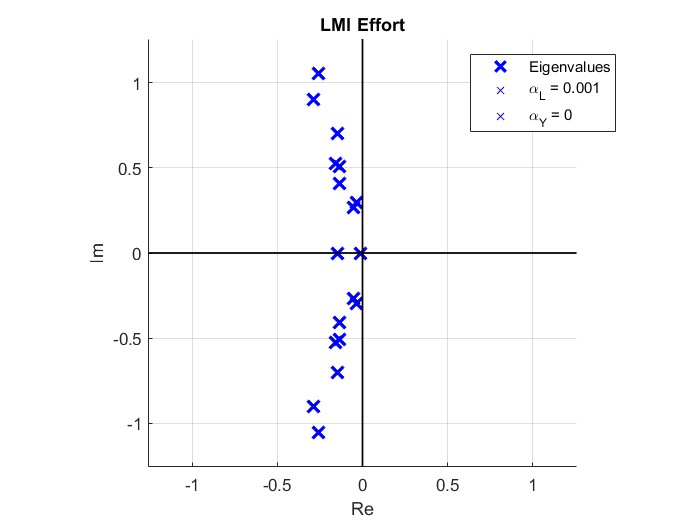 LMI Effort
Eigenvalues
α_L = 0.001
α_Y = 0
1
0.5
0
-0.5
-1
Im
-1 -0.5 0 0.5 1
Re